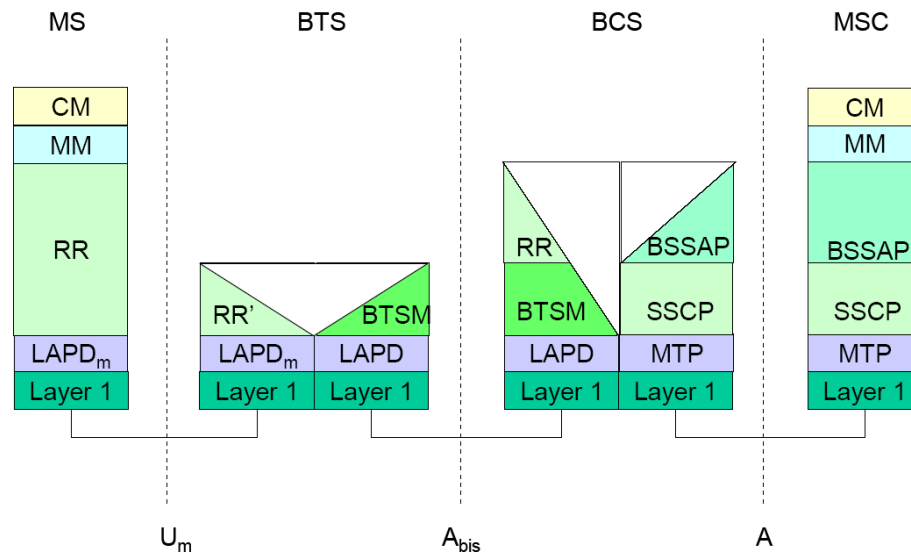 MS BTS BCS MSC
CM CM
MM MM
RR RR BSSAP BSSAP
RR’ BTSM BTSM SSCP SSCP
LAPDm LAPDm LAPD LAPD MTP MTP
Layer 1 Layer 1 Layer 1 Layer 1 Layer 1 Layer 1
Um Abis A